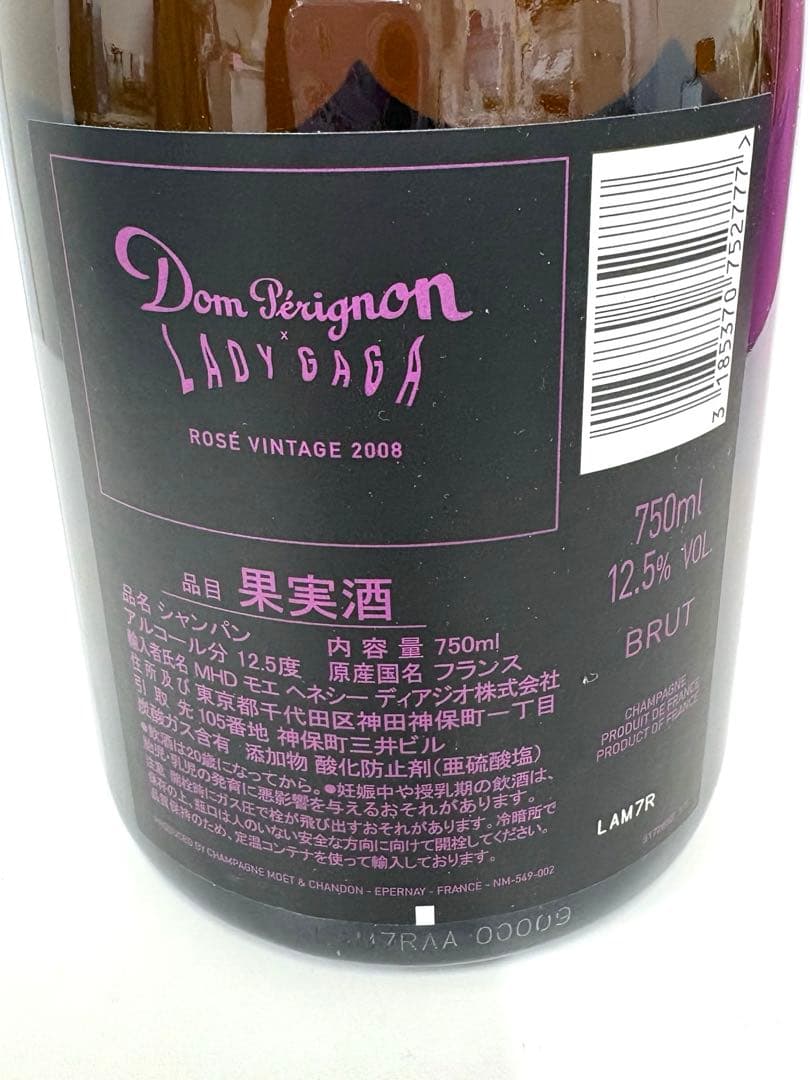 Dom Pérignon
x
LADY GAGA
ROSÉ VINTAGE 2008
3 185370 752777 >
750ml
12.5% VOL.
BRUT
CHAMPAGNE
PRODUIT DE FRANCE
PRODUCT OF FRANCE
LAM7R
品目 果実酒
品名 シャンパン 内容量 750ml
アルコール分 12.5度 原産国名 フランス
輸入者氏名 MHD モエ ヘネシー ディアジオ株式会社
住所及び 東京都千代田区神田神保町一丁目
引取先 105番地 神保町三井ビル
炭酸ガス含有 添加物 酸化防止剤(亜硫酸塩)
●飲酒は20歳になってから。●妊娠中や授乳期の飲酒は、
胎児・乳児の発育に悪影響を与えるおそれがあります。
注意 開栓時にガス圧で栓が飛び出すおそれがあります。冷暗所で
保存の上、瓶口は人のいない安全な方向に向けて開栓してください。
品質保持のため、定温コンテナを使って輸入しております。
PRODUCED BY CHAMPAGNE MOET & CHANDON - EPERNAY - FRANCE - NM-549-002
M7RAA 00009